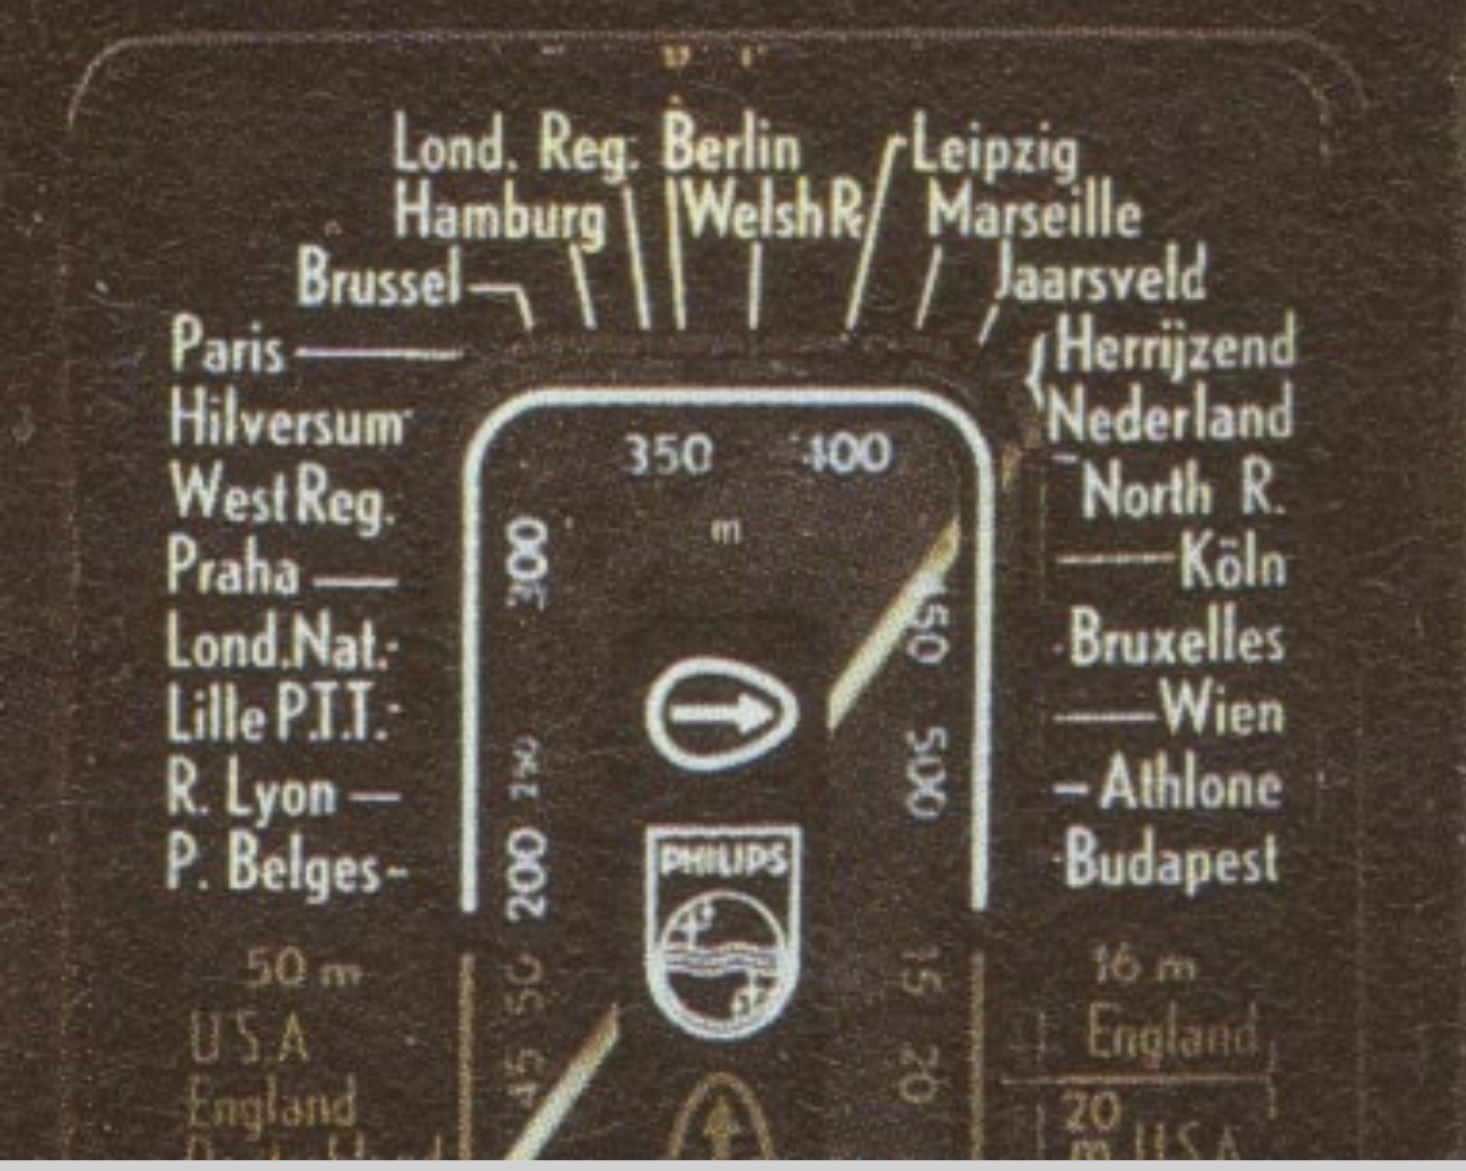 Lond. Reg. Berlin Leipzig
Hamburg Welsh R. Marseille
Brussel Jaarsveld
Paris Herrijzend
Hilversum Nederland
350 400
West Reg. North R.
m
300
Praha Köln
Lond. Nat. 450 Bruxelles
Lille P.T.T. Wien
250 500
R. Lyon Athlone
PHILIPS
P. Belges 200 Budapest
50 m 50 15 16 m
U.S.A England
45 20
England 20
m U.S.A